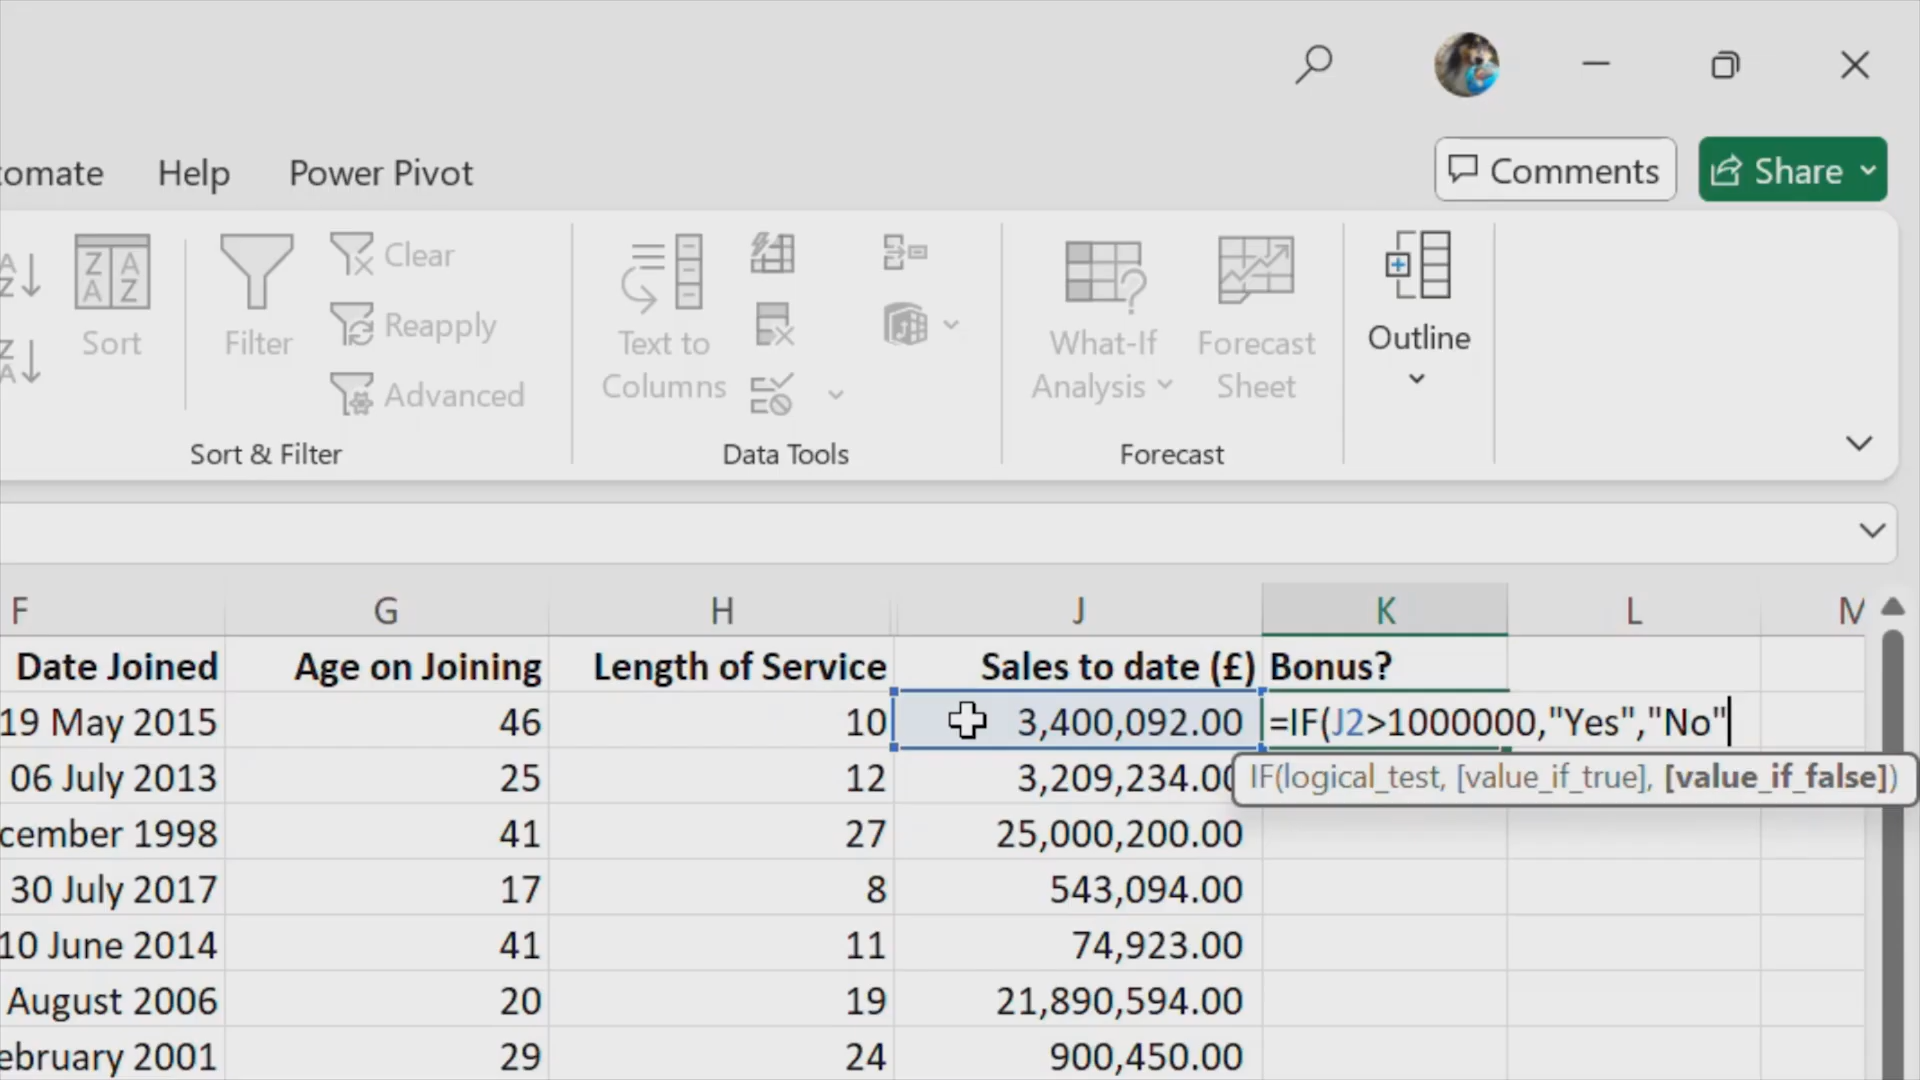 tomate Help Power Pivot
Comments Share
Sort
Filter
Clear
Reapply
Advanced
Sort & Filter
Text to
Columns
Data Tools
What-If
Analysis
Forecast
Sheet
Forecast
Outline
F G H J K L M
Date Joined Age on Joining Length of Service Sales to date (£) Bonus?
19 May 2015 46 10 3,400,092.00 =IF(J2>1000000,"Yes","No"
06 July 2013 25 12 3,209,234.00
IF(logical_test, [value_if_true], [value_if_false])
cember 1998 41 27 25,000,200.00
30 July 2017 17 8 543,094.00
10 June 2014 41 11 74,923.00
August 2006 20 19 21,890,594.00
ebruary 2001 29 24 900,450.00